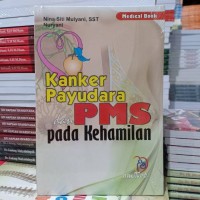 Nina Siti Mulyani, SST
Nuryani
Medical Book
Kanker
Payudara
PMS
pada Kehamilan